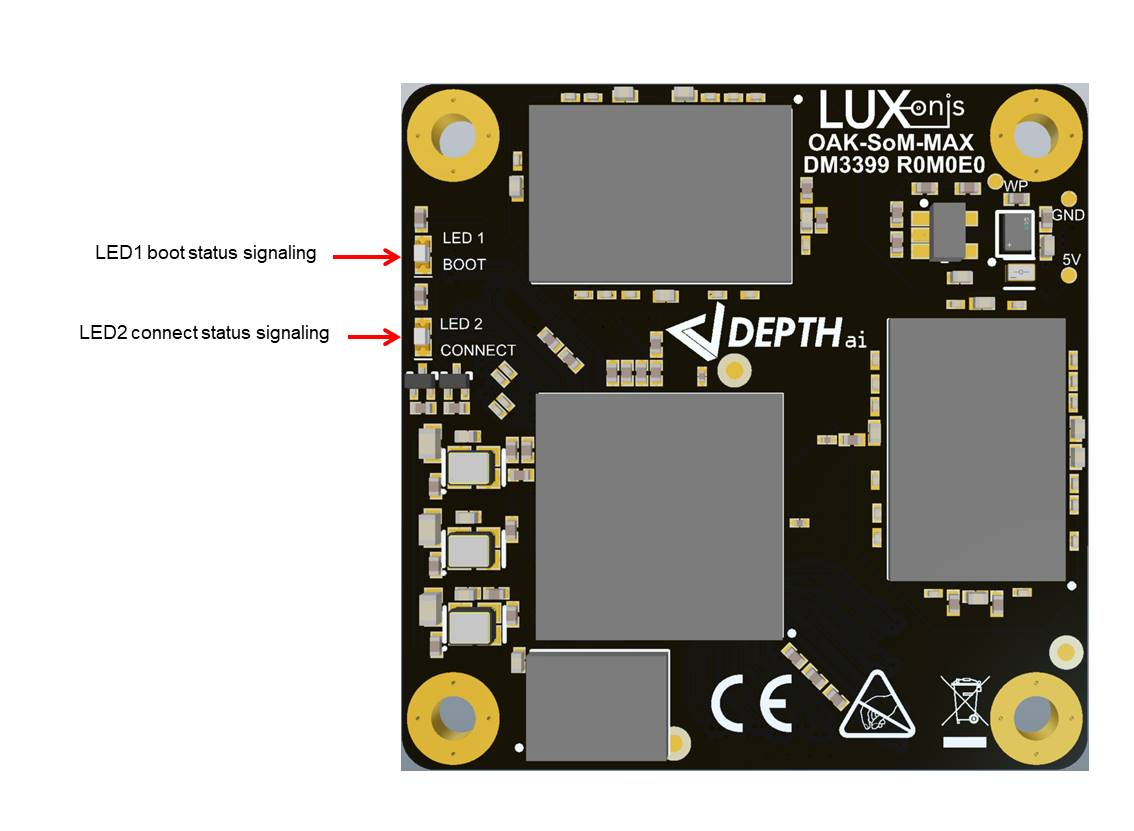 LUXonis
OAK-SoM-MAX
DM3399 R0M0E0
WP
GND
LED 1
LED1 boot status signaling
5V
BOOT
LED 2
LED2 connect status signaling
DEPTH ai
CONNECT
CE